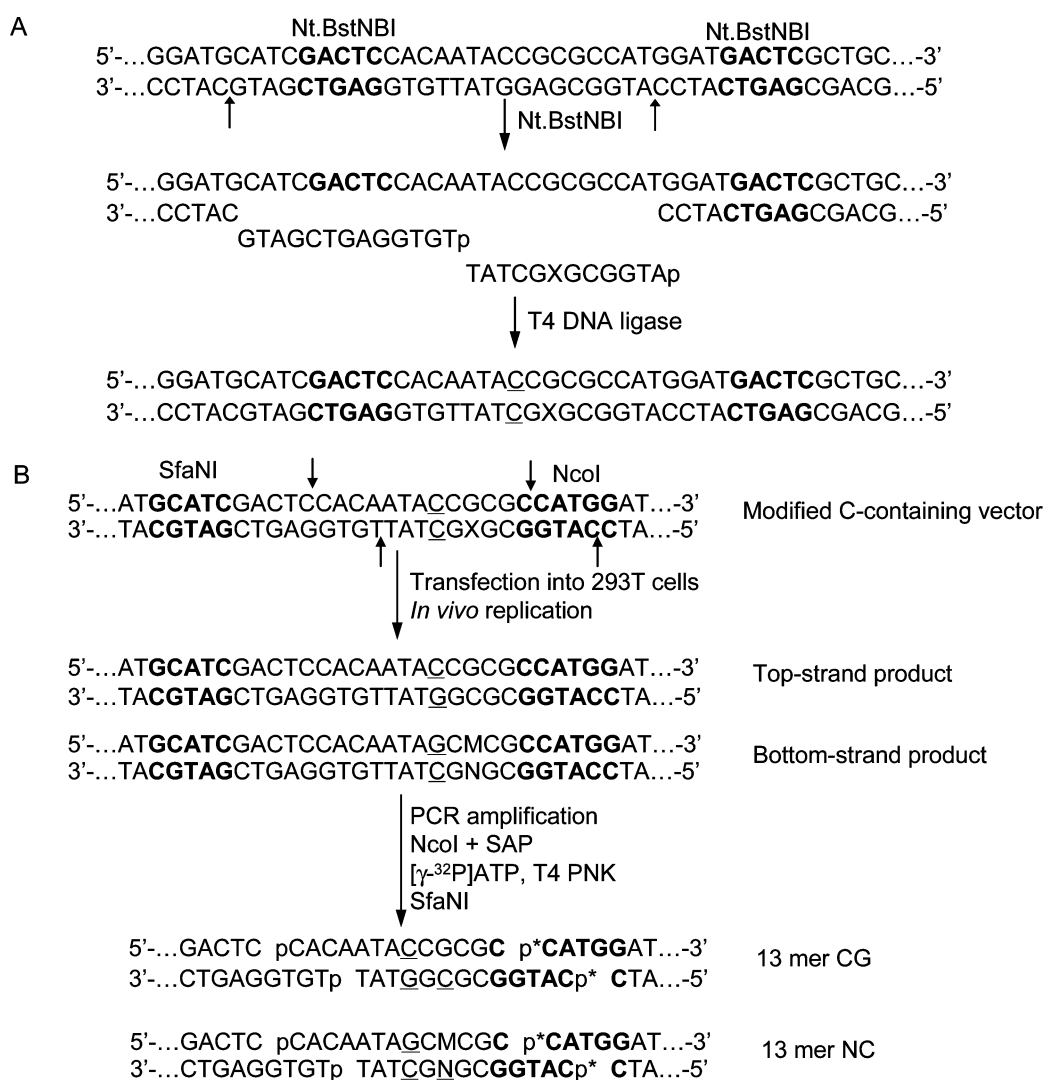 A
Nt.BstNBI Nt.BstNBI
5’-…GGATGCATCGACTCCACAATACCGCGCCATGGATGACTCGCTGC…-3’
3’-…CCTACGTAGCTGAGGTGTTATGGAGCGGTACCTACTGAGCGACG…-5’
Nt.BstNBI
5’-…GGATGCATCGACTCCACAATACCGCGCCATGGATGACTCGCTGC…-3’
3’-…CCTAC CCTACTGAGCGACG…-5’
GTAGCTGAGGTGTp
TATCGXGCGGTAp
T4 DNA ligase
5’-…GGATGCATCGACTCCACAATACCGCGCCATGGATGACTCGCTGC…-3’
3’-…CCTACGTAGCTGAGGTGTTATCGXGCGGTACCTACTGAGCGACG…-5’
B
SfaNI NcoI
5’-…ATGCATCGACTCCACAATACCGCGCCATGGAT…-3’ Modified C-containing vector
3’-…TACGTAGCTGAGGTGTTATCGXGCGGTACCTA…-5’
Transfection into 293T cells
In vivo replication
5’-…ATGCATCGACTCCACAATACCGCGCCATGGAT…-3’ Top-strand product
3’-…TACGTAGCTGAGGTGTTATGGCGCGGTACCTA…-5’
5’-…ATGCATCGACTCCACAATAGCMCGCCATGGAT…-3’ Bottom-strand product
3’-…TACGTAGCTGAGGTGTTATCGNGCGGTACCTA…-5’
PCR amplification
NcoI + SAP
[γ-³²P]ATP, T4 PNK
SfaNI
5’-…GACTC pCACAATACCGCGC p*CATGGAT…-3’ 13 mer CG
3’-…CTGAGGTGTp TATGGCGCGGTACp* CTA…-5’
5’-…GACTC pCACAATAGCMCGC p*CATGGAT…-3’ 13 mer NC
3’-…CTGAGGTGTp TATCGNGCGGTACp* CTA…-5’